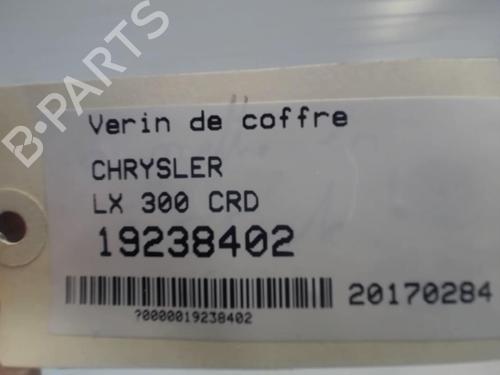 B-PARTS
Verin de coffre
CHRYSLER
LX 300 CRD
19238402
20170284
?0000019238402